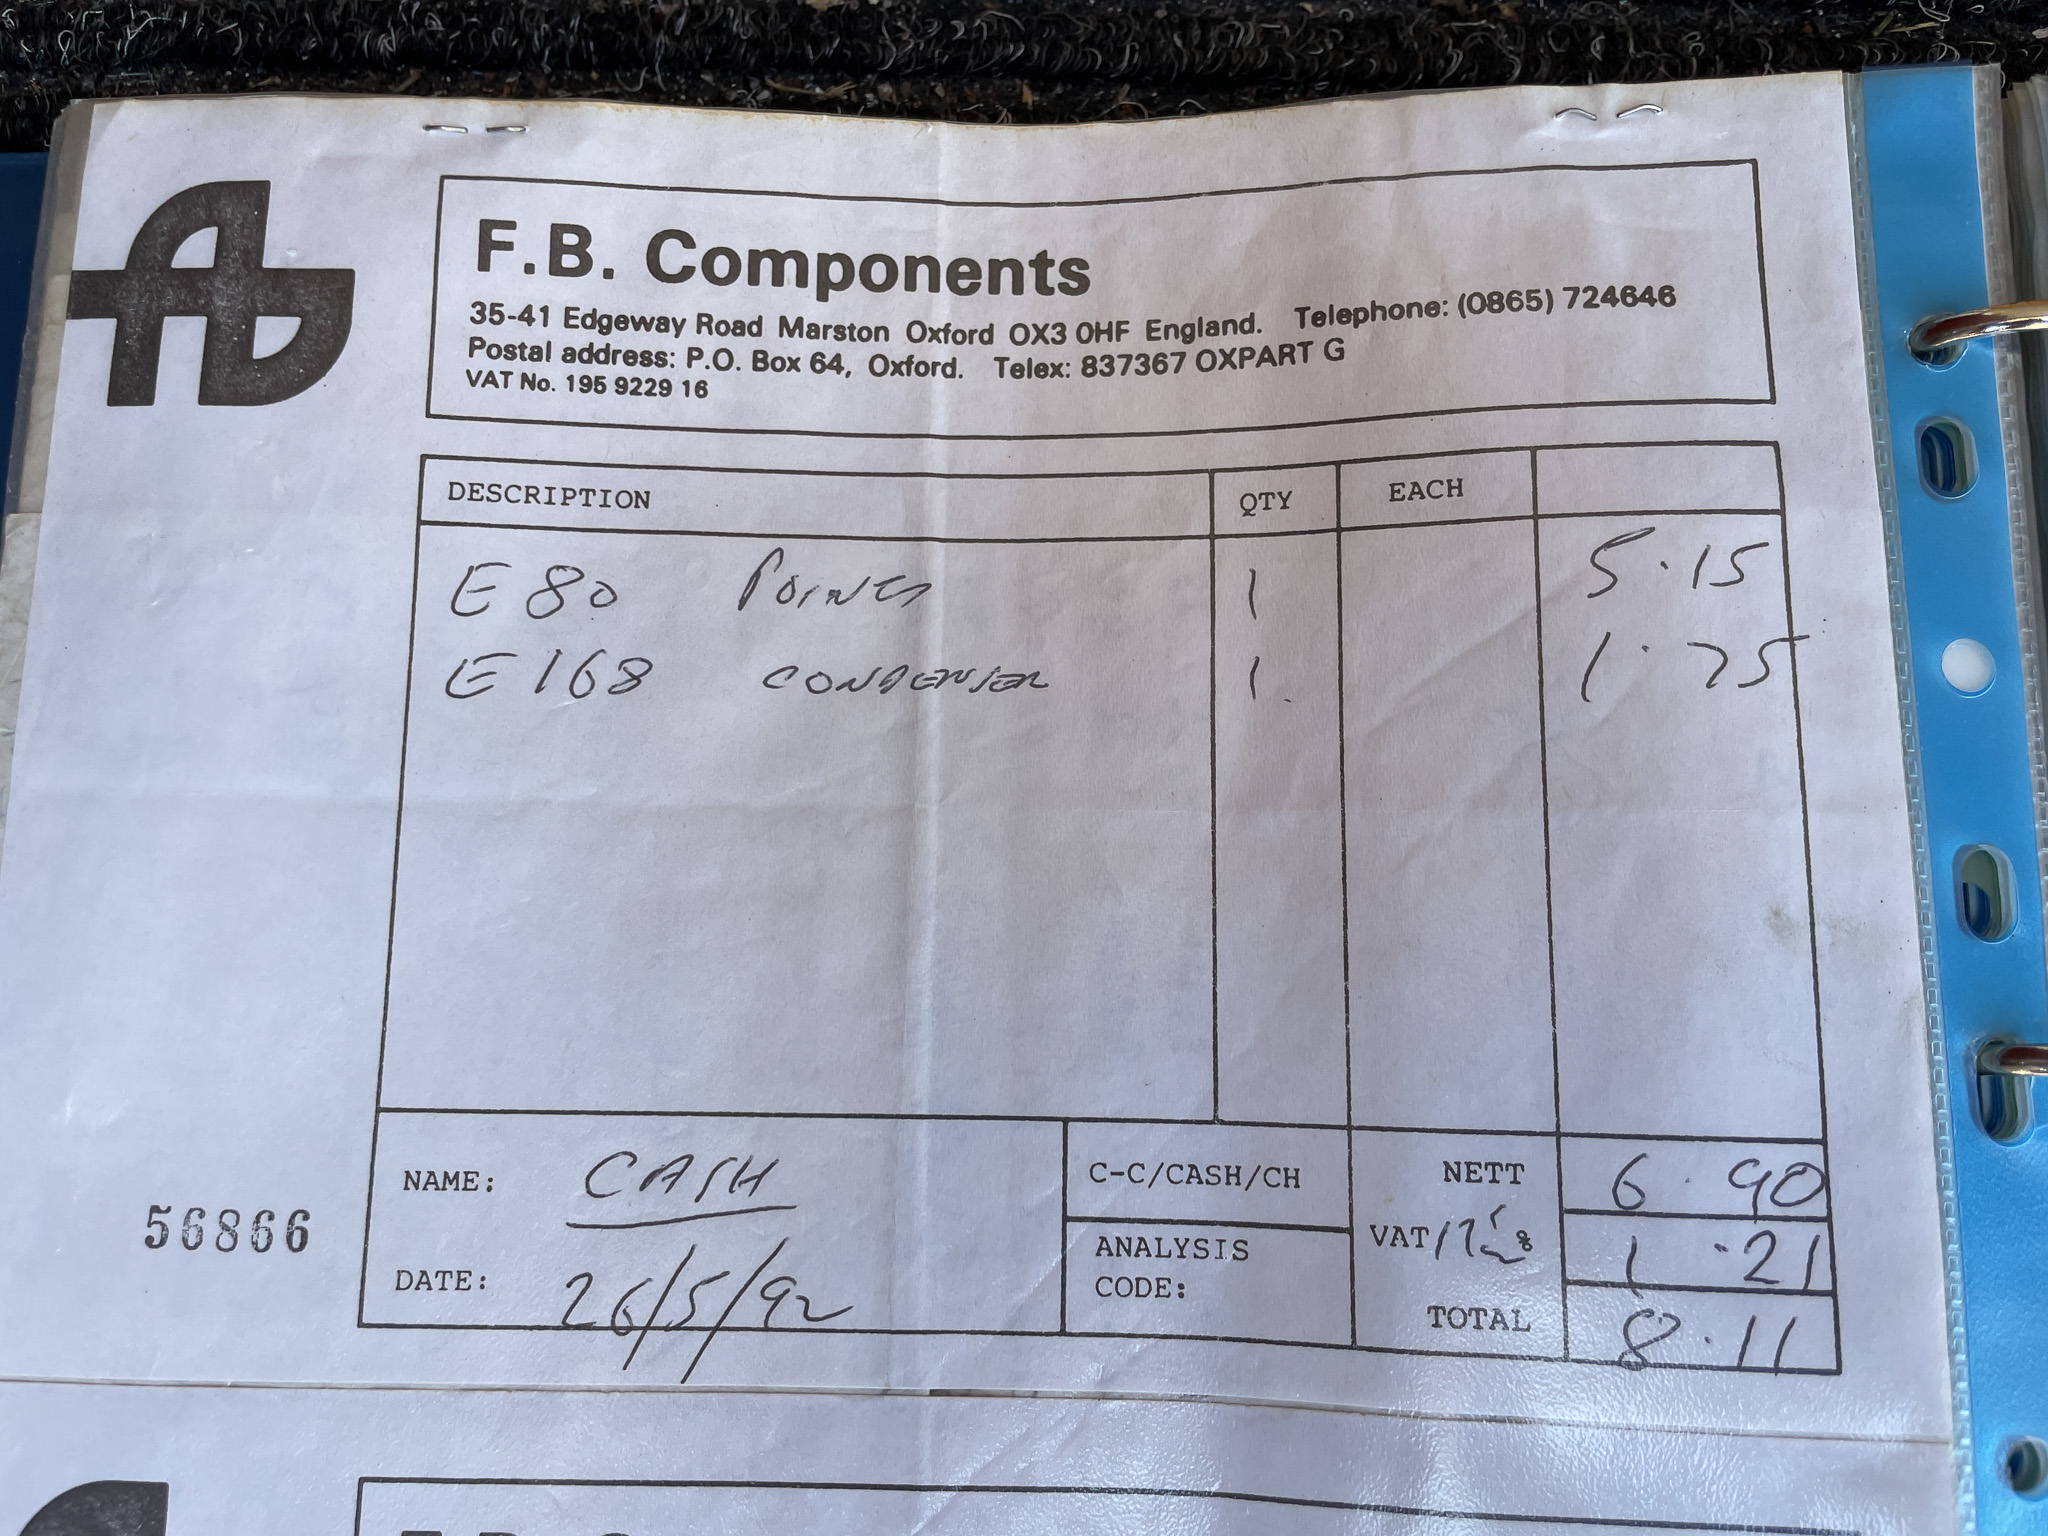 F.B. Components
35-41 Edgeway Road Marston Oxford OX3 0HF England. Telephone: (0865) 724646
Postal address: P.O. Box 64, Oxford. Telex: 837367 OXPART G
VAT No. 195 9229 16
DESCRIPTION QTY EACH
E80 POINTS 1 5.15
E168 CONDENSER 1. 1.75
NAME: CASH
C-C/CASH/CH
NETT 6.90
56866
DATE: 26/5/92
ANALYSIS
CODE:
VAT/17½% 1.21
TOTAL 8.11